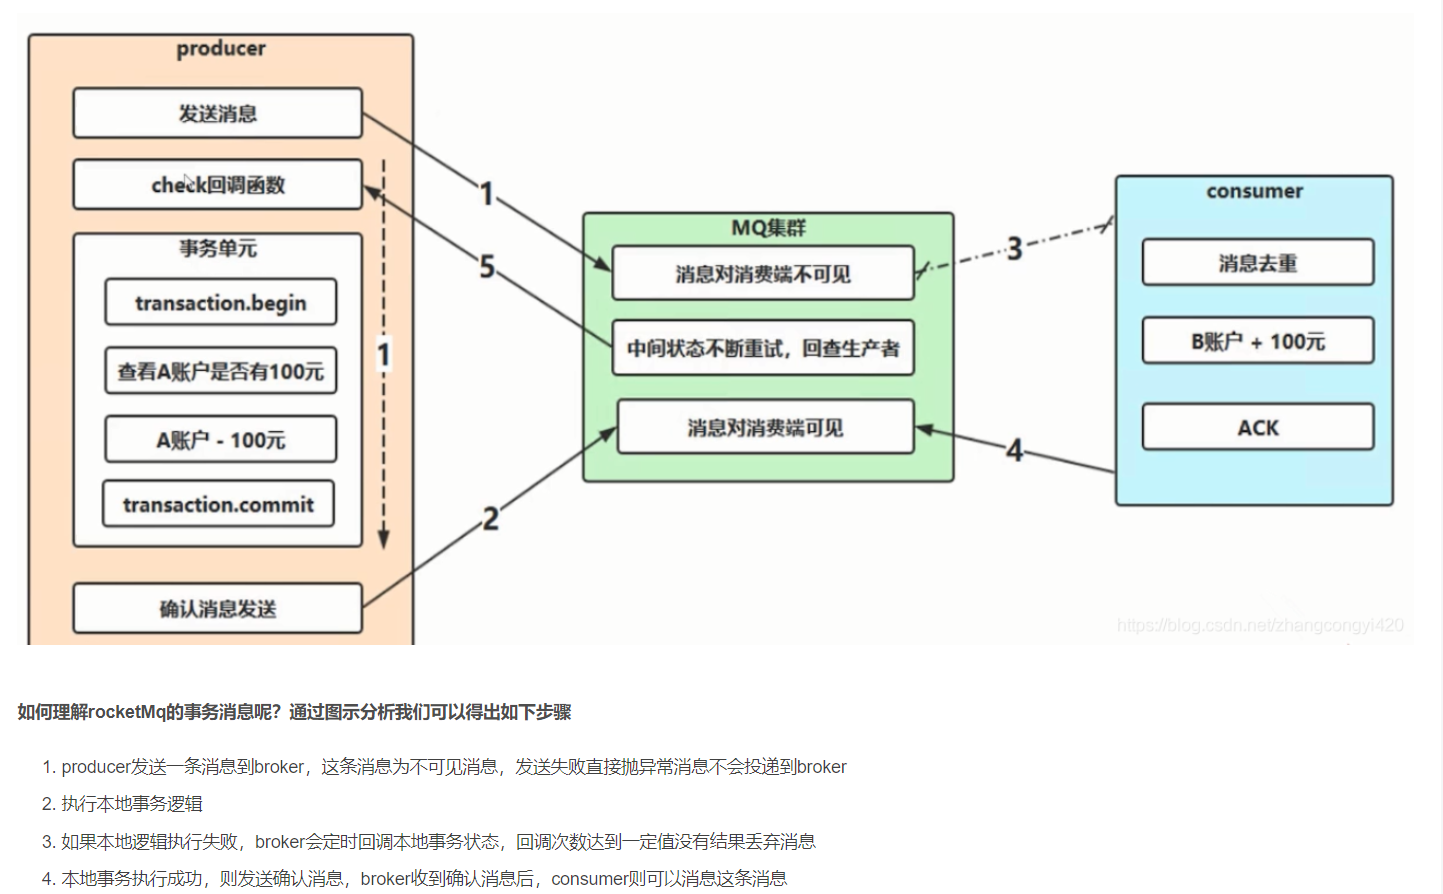 producer
发送消息
check回调函数
事务单元
transaction.begin
查看A账户是否有100元
A账户 - 100元
transaction.commit
确认消息发送
1
1
5
2
MQ集群
消息对消费端不可见
中间状态不断重试，回查生产者
消息对消费端可见
3
4
consumer
消息去重
B账户 + 100元
ACK
https://blog.csdn.net/zhangcongyi420
如何理解rocketMq的事务消息呢？通过图示分析我们可以得出如下步骤
1. producer发送一条消息到broker，这条消息为不可见消息，发送失败直接抛异常消息不会投递到broker
2. 执行本地事务逻辑
3. 如果本地逻辑执行失败，broker会定时回调本地事务状态，回调次数达到一定值没有结果丢弃消息
4. 本地事务执行成功，则发送确认消息，broker收到确认消息后，consumer则可以消费这条消息